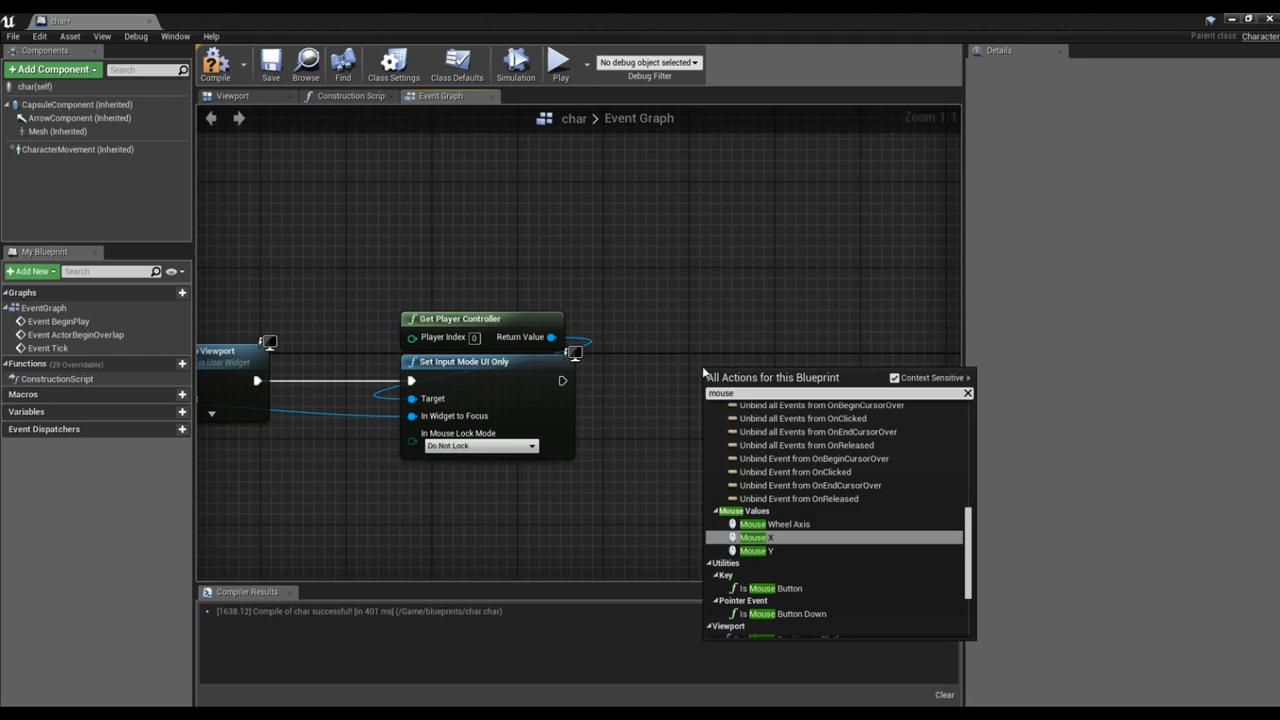 char*
File Edit Asset View Debug Window Help
Parent class: Character
Components
Details
+ Add Component Search
char(self)
CapsuleComponent (Inherited)
ArrowComponent (Inherited)
Mesh (Inherited)
CharacterMovement (Inherited)
Compile Save Browse Find Class Settings Class Defaults Simulation Play
No debug object selected
Debug Filter
Viewport Construction Scrip Event Graph
char > Event Graph
Zoom 1:1
My Blueprint
+ Add New Search
Graphs
EventGraph
Event BeginPlay
Event ActorBeginOverlap
Event Tick
Functions (29 Overridable)
ConstructionScript
Macros
Variables
Event Dispatchers
Viewport
is User Widget
Get Player Controller
Player Index 0 Return Value
Set Input Mode UI Only
Target
In Widget to Focus
In Mouse Lock Mode
Do Not Lock
All Actions for this Blueprint Context Sensitive
mouse
Unbind all Events from OnBeginCursorOver
Unbind all Events from OnClicked
Unbind all Events from OnEndCursorOver
Unbind all Events from OnReleased
Unbind Event from OnBeginCursorOver
Unbind Event from OnClicked
Unbind Event from OnEndCursorOver
Unbind Event from OnReleased
Mouse Values
Mouse Wheel Axis
Mouse X
Mouse Y
Utilities
Key
Is Mouse Button
Pointer Event
Is Mouse Button Down
Viewport
Compiler Results
[1638.12] Compile of char successful! [in 401 ms] (/Game/blueprints/char.char)
Clear